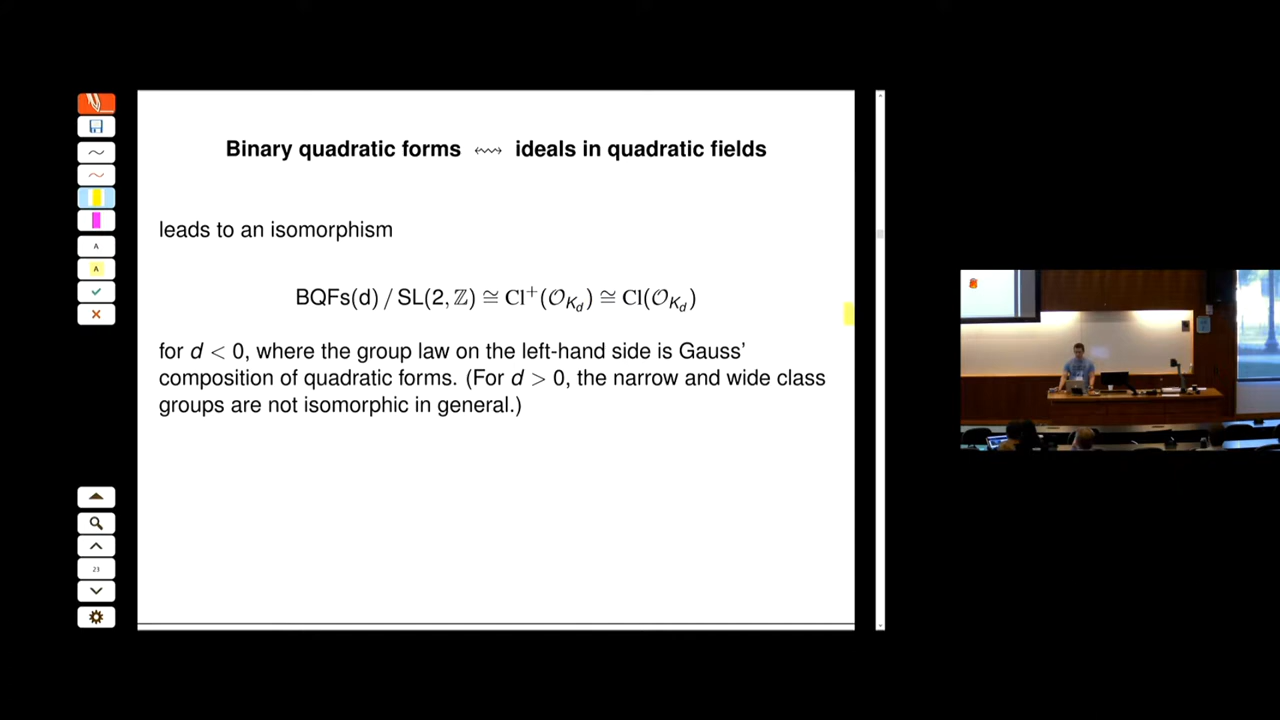 Binary quadratic forms ⇝ ideals in quadratic fields
leads to an isomorphism
BQFs(d) / SL(2, ℤ) ≅ Cl⁺(𝒪_{K_d}) ≅ Cl(𝒪_{K_d})
for d < 0, where the group law on the left-hand side is Gauss'
composition of quadratic forms. (For d > 0, the narrow and wide class
groups are not isomorphic in general.)
A
A
23